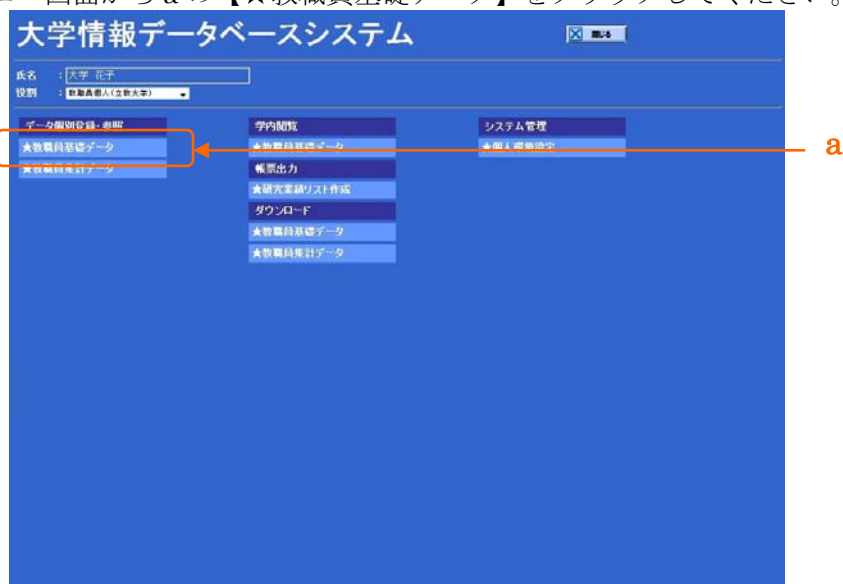 画面から a の【★教職員基礎データ】をクリックしてください。
大学情報データベースシステム
閉じる
氏名 : 大学 花子
役割 : 教職員個人(立教大学)
データ個別登録・参照
★教職員基礎データ
★教職員集計データ
学内閲覧
★教職員基礎データ
帳票出力
★研究業績リスト作成
ダウンロード
★教職員基礎データ
★教職員集計データ
システム管理
★個人環境設定
a